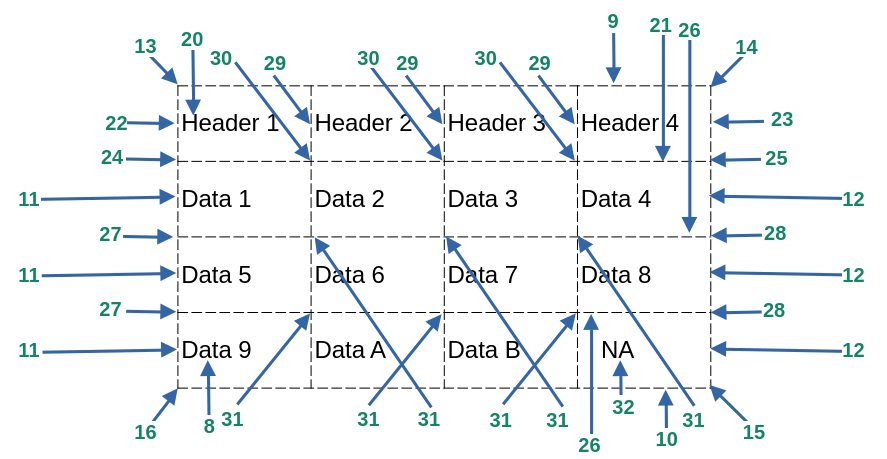 9 21 26
13 20 30 29 30 29 30 29 14
22 Header 1 Header 2 Header 3 Header 4 23
24 25
11 Data 1 Data 2 Data 3 Data 4 12
27 28
11 Data 5 Data 6 Data 7 Data 8 12
27 28
11 Data 9 Data A Data B NA 12
16 8 31 31 31 31 31 26 32 10 31 15